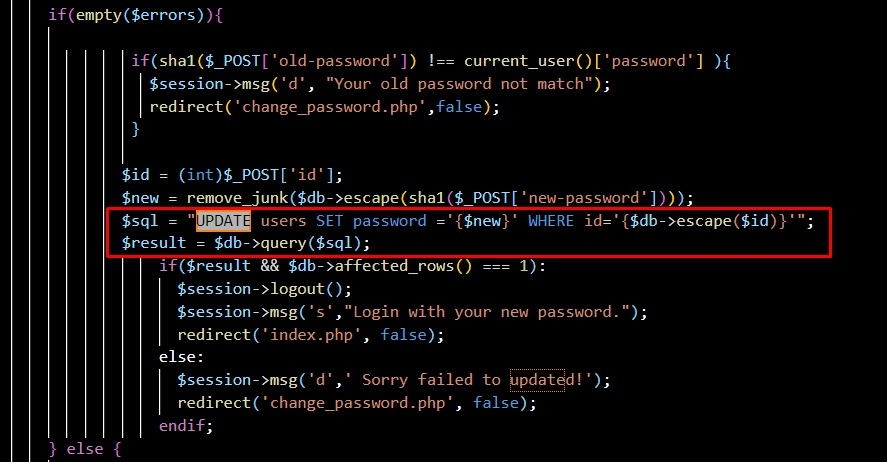 if(empty($errors)){
if(sha1($_POST['old-password']) !== current_user()['password'] ){
$session->msg('d', "Your old password not match");
redirect('change_password.php',false);
}
$id = (int)$_POST['id'];
$new = remove_junk($db->escape(sha1($_POST['new-password'])));
$sql = "UPDATE users SET password ='{$new}' WHERE id='{$db->escape($id)}'";
$result = $db->query($sql);
if($result && $db->affected_rows() === 1):
$session->logout();
$session->msg('s',"Login with your new password.");
redirect('index.php', false);
else:
$session->msg('d',' Sorry failed to updated!');
redirect('change_password.php', false);
endif;
} else {